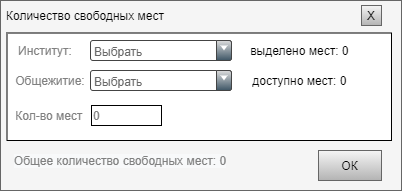 Количество свободных мест X
Институт: Выбрать выделено мест: 0
Общежитие: Выбрать доступно мест: 0
Кол-во мест 0
Общее количество свободных мест: 0 ОК